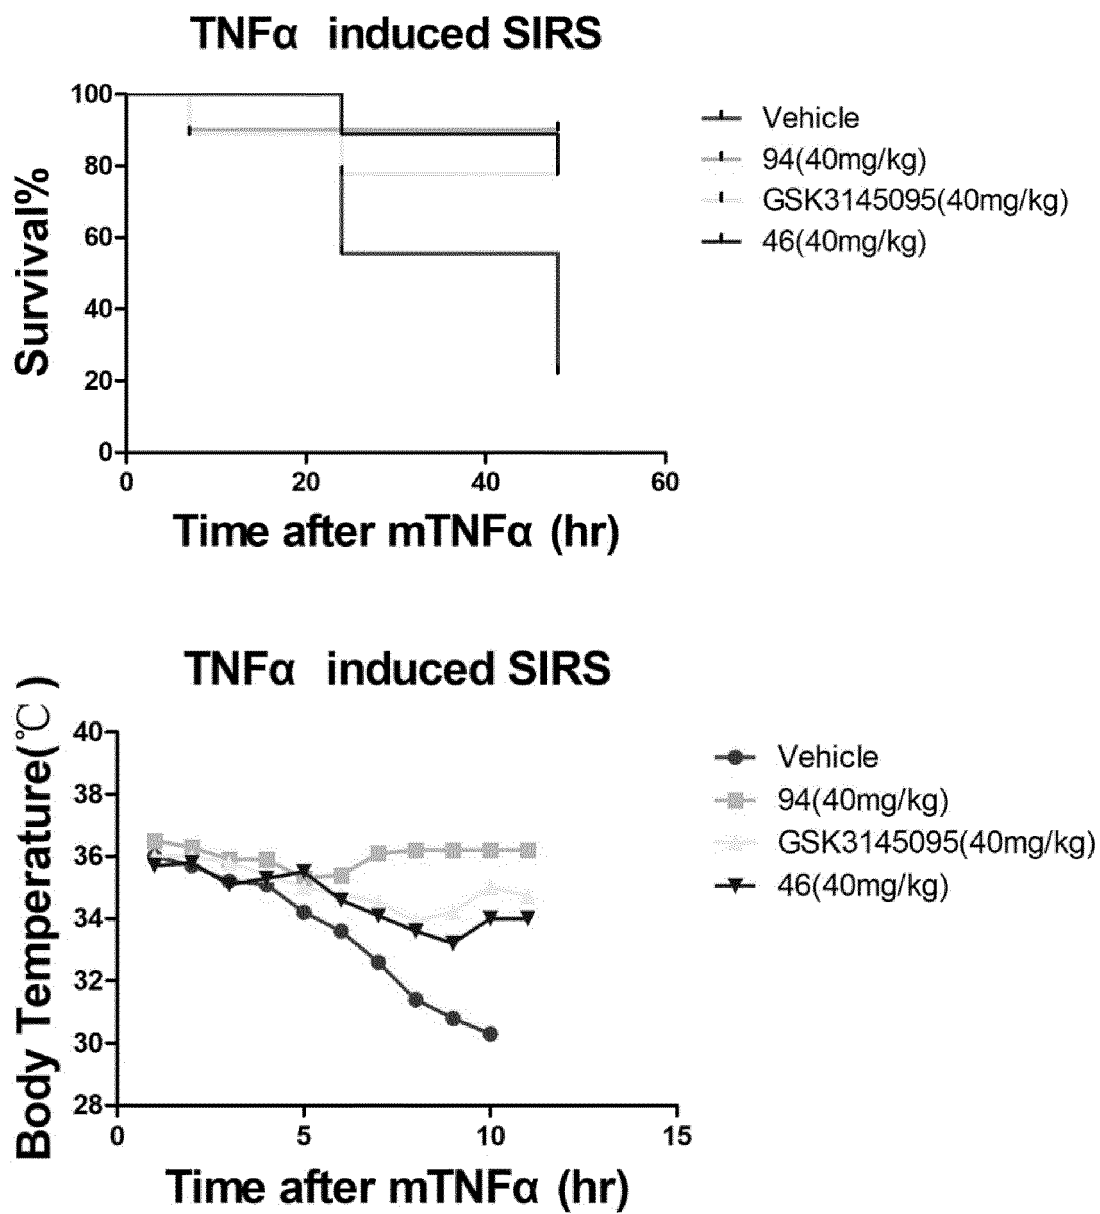 TNFα induced SIRS
100
80
60
40
20
0
Survival%
0 20 40 60
Time after mTNFα (hr)
Vehicle
94(40mg/kg)
GSK3145095(40mg/kg)
46(40mg/kg)
TNFα induced SIRS
40
38
36
34
32
30
28
Body Temperature(℃)
0 5 10 15
Time after mTNFα (hr)
Vehicle
94(40mg/kg)
GSK3145095(40mg/kg)
46(40mg/kg)